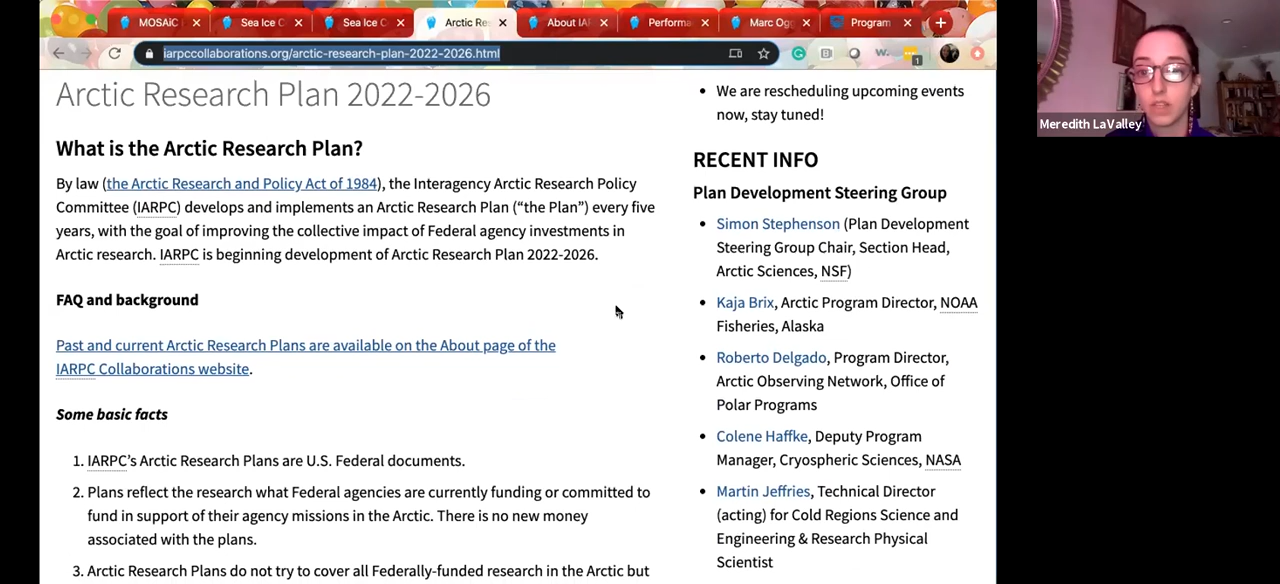 MOSAiC
Sea Ice C
Sea Ice C
Arctic Re
About IA
Performa
Marc Og
Program
iarpccollaborations.org/arctic-research-plan-2022-2026.html
Arctic Research Plan 2022-2026
What is the Arctic Research Plan?
By law (the Arctic Research and Policy Act of 1984), the Interagency Arctic Research Policy
Committee (IARPC) develops and implements an Arctic Research Plan (“the Plan”) every five
years, with the goal of improving the collective impact of Federal agency investments in
Arctic research. IARPC is beginning development of Arctic Research Plan 2022-2026.
FAQ and background
Past and current Arctic Research Plans are available on the About page of the
IARPC Collaborations website.
Some basic facts
1. IARPC’s Arctic Research Plans are U.S. Federal documents.
2. Plans reflect the research what Federal agencies are currently funding or committed to
fund in support of their agency missions in the Arctic. There is no new money
associated with the plans.
3. Arctic Research Plans do not try to cover all Federally-funded research in the Arctic but
We are rescheduling upcoming events
now, stay tuned!
RECENT INFO
Plan Development Steering Group
Simon Stephenson (Plan Development
Steering Group Chair, Section Head,
Arctic Sciences, NSF)
Kaja Brix, Arctic Program Director, NOAA
Fisheries, Alaska
Roberto Delgado, Program Director,
Arctic Observing Network, Office of
Polar Programs
Colene Haffke, Deputy Program
Manager, Cryospheric Sciences, NASA
Martin Jeffries, Technical Director
(acting) for Cold Regions Science and
Engineering & Research Physical
Scientist
Meredith LaValley